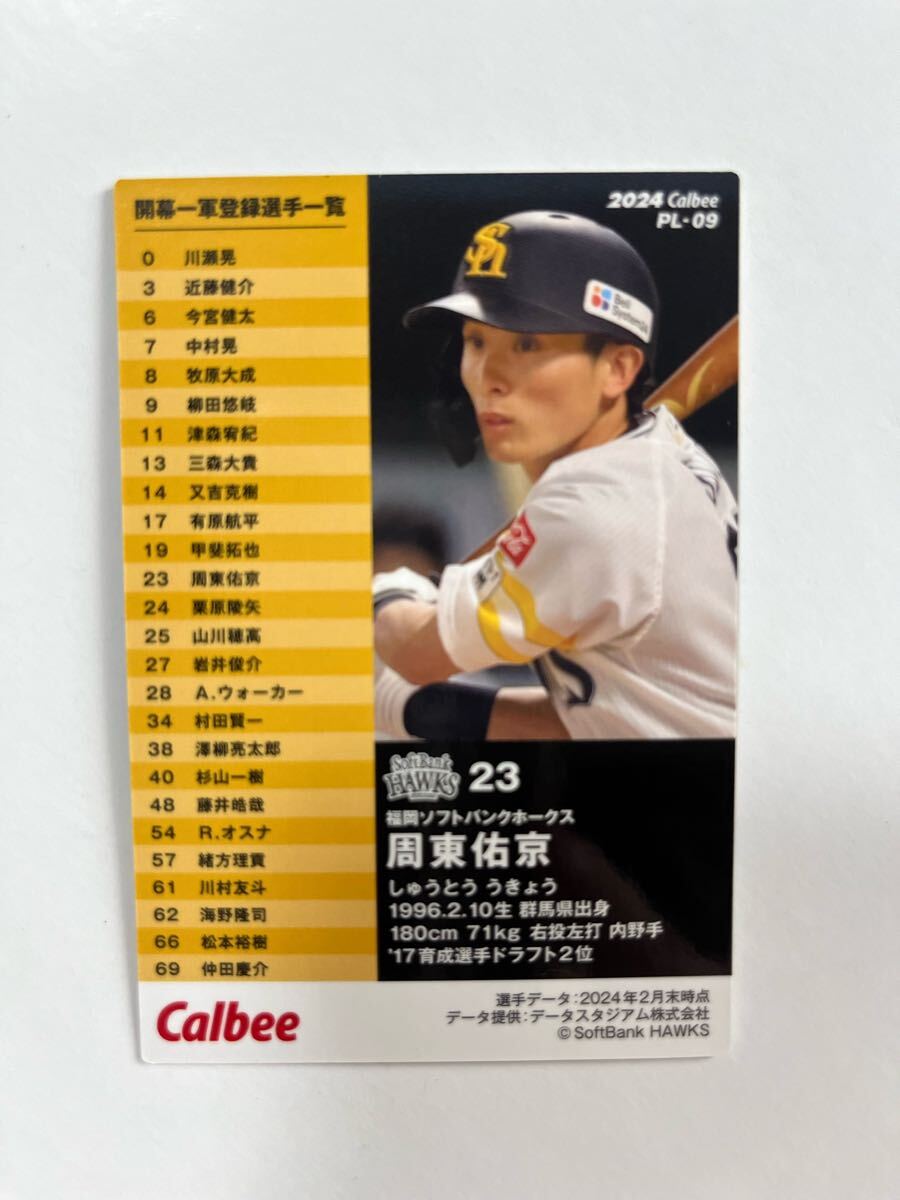 開幕一軍登録選手一覧
0 川瀬晃
3 近藤健介
6 今宮健太
7 中村晃
8 牧原大成
9 柳田悠岐
11 津森宥紀
13 三森大貴
14 又吉克樹
17 有原航平
19 甲斐拓也
23 周東佑京
24 栗原陵矢
25 山川穂高
27 岩井俊介
28 A.ウォーカー
34 村田賢一
38 澤柳亮太郎
40 杉山一樹
48 藤井皓哉
54 R.オスナ
57 緒方理貢
61 川村友斗
62 海野隆司
66 松本裕樹
69 仲田慶介
2024 Calbee
PL・09
SH
Bell
System24
SoftBank
HAWKS
23
福岡ソフトバンクホークス
周東佑京
しゅうとう うきょう
1996.2.10生 群馬県出身
180cm 71kg 右投左打 内野手
'17育成選手ドラフト2位
Calbee
選手データ:2024年2月末時点
データ提供:データスタジアム株式会社
©SoftBank HAWKS